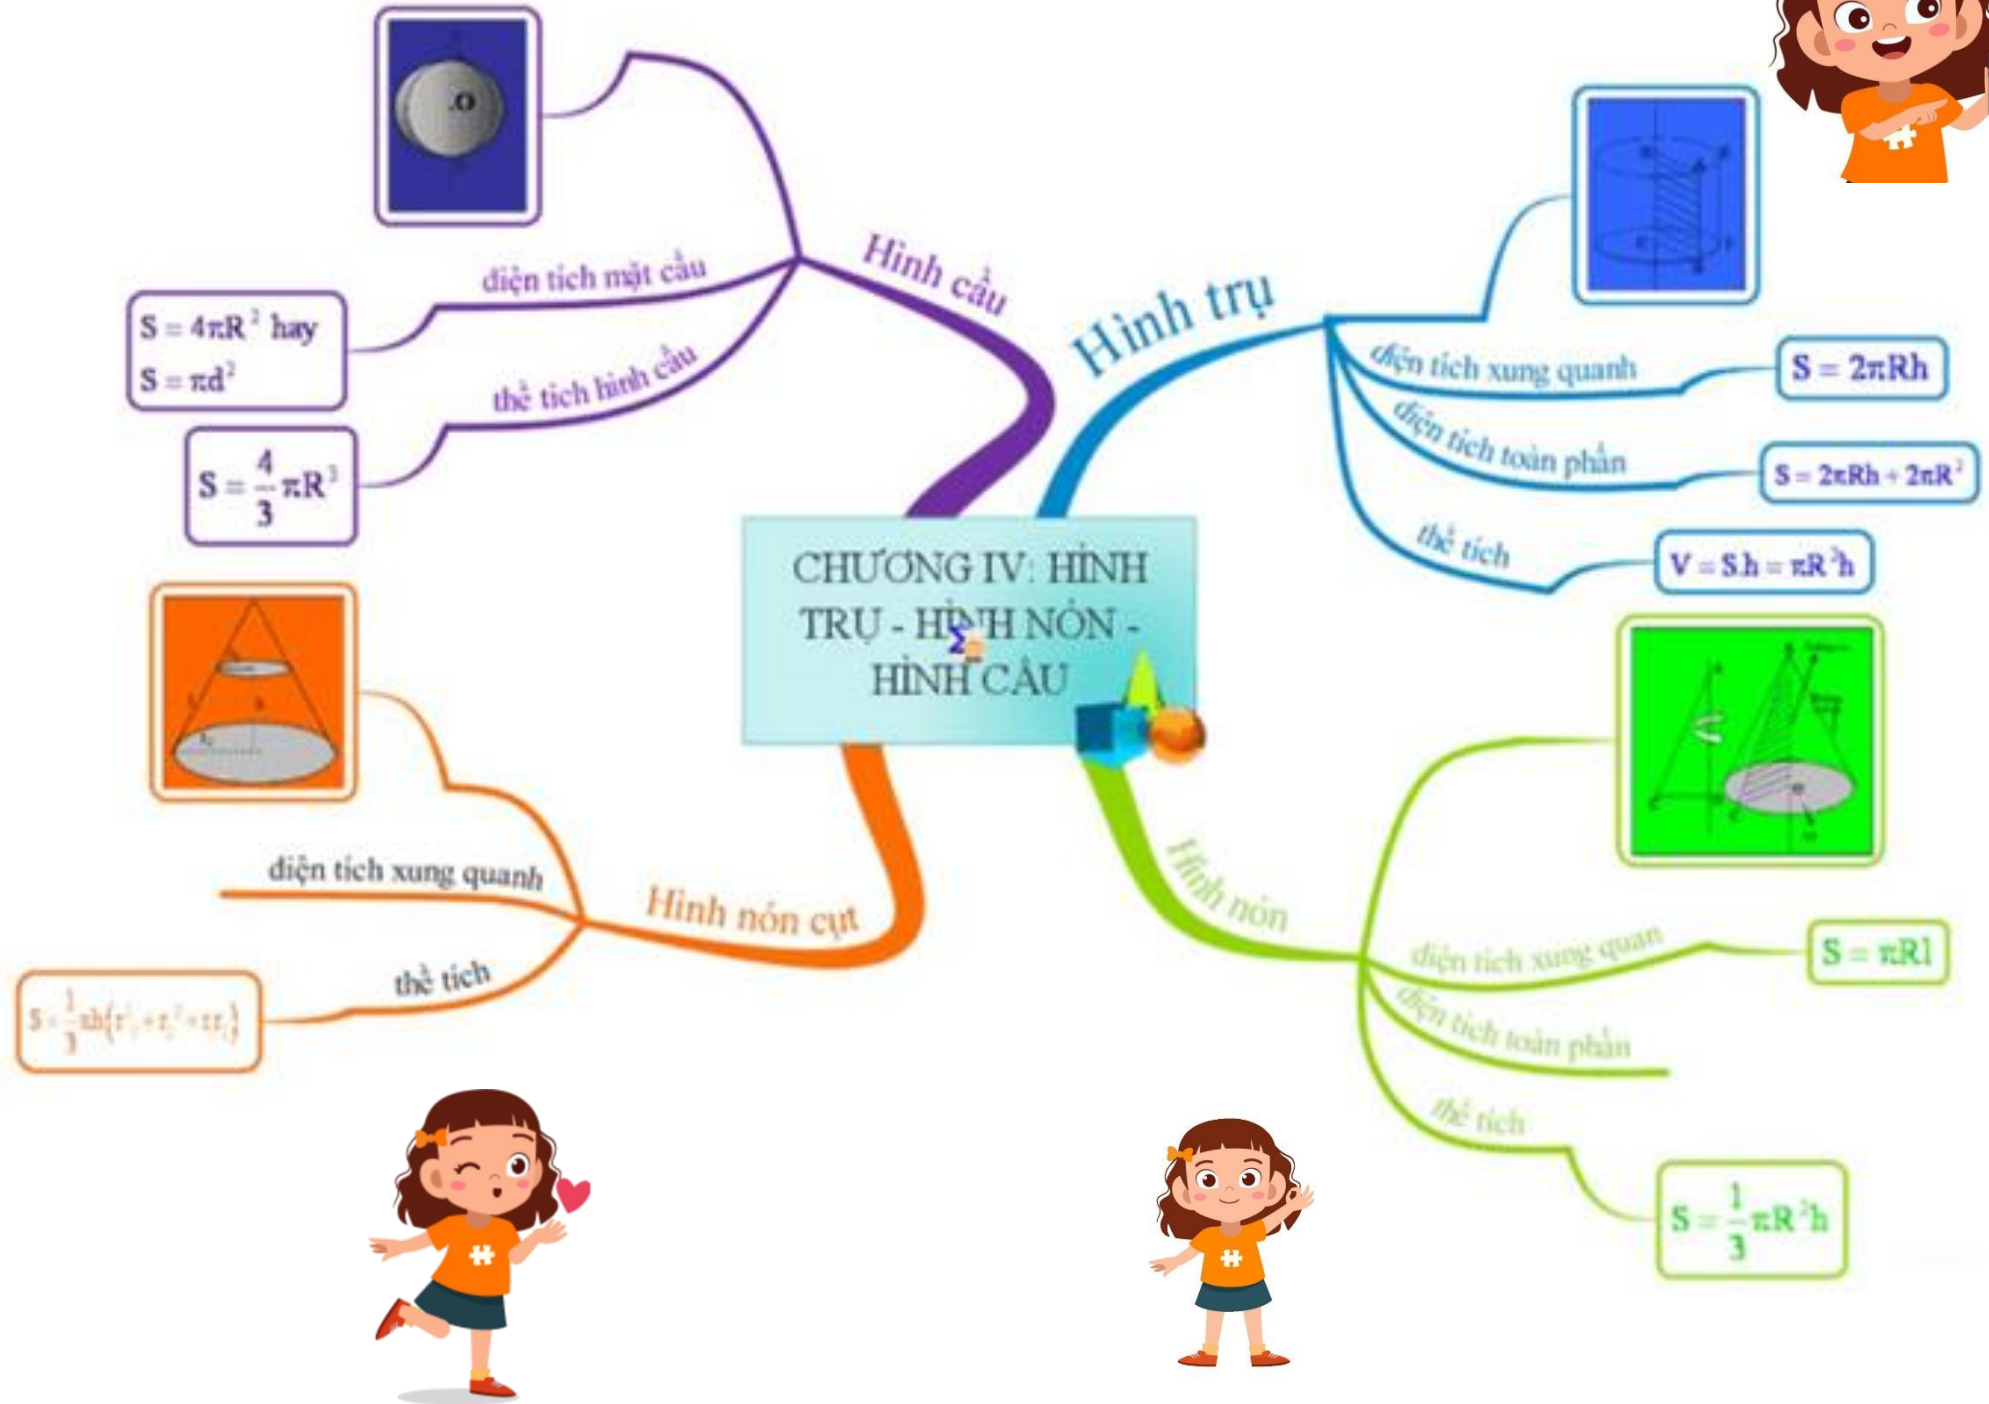 CHƯƠNG IV: HÌNH
TRỤ - HÌNH NÓN -
HÌNH CẦU
Hình cầu
.O
diện tích mặt cầu
S = 4πR² hay
S = πd²
thể tích hình cầu
S = 4/3 πR³
Hình trụ
diện tích xung quanh
S = 2πRh
diện tích toàn phần
S = 2πRh + 2πR²
thể tích
V = S.h = πR²h
Hình nón
diện tích xung quan
S = πRl
diện tích toàn phần
thể tích
S = 1/3 πR²h
Hình nón cụt
diện tích xung quanh
thể tích